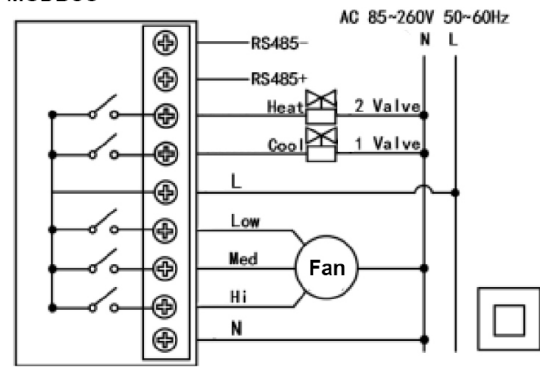 MODBUS
AC 85~260V 50~60Hz
N L
RS485-
RS485+
Heat 2 Valve
Cool 1 Valve
L
Low
Med
Fan
Hi
N